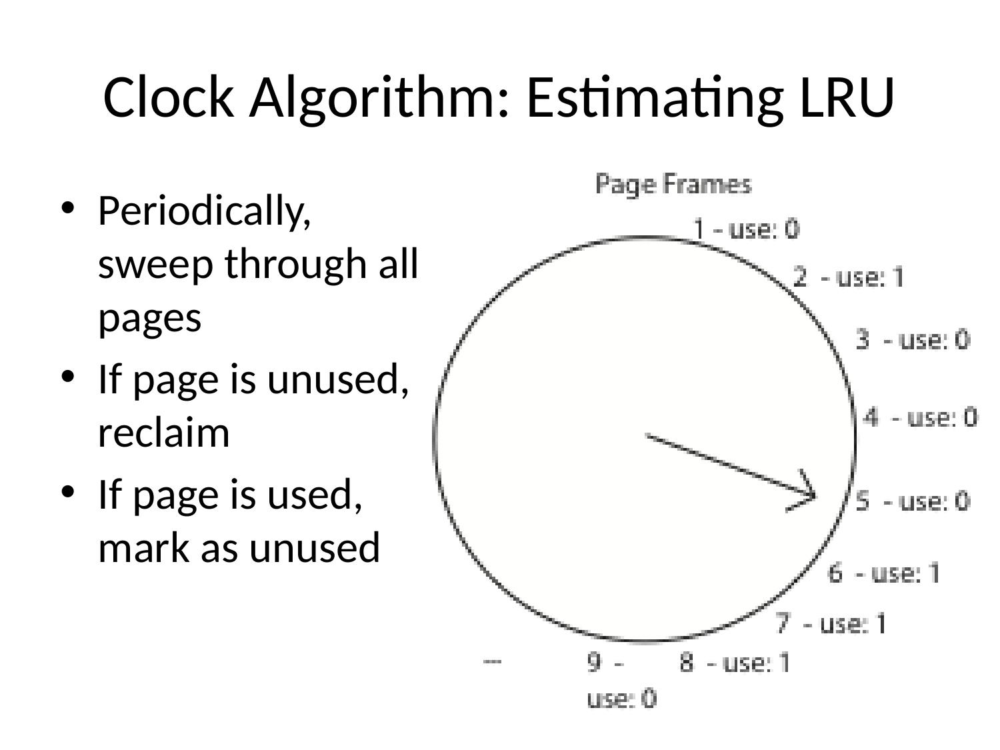 Clock Algorithm: Estimating LRU
• Periodically,
sweep through all
pages
• If page is unused,
reclaim
• If page is used,
mark as unused
Page Frames
1 - use: 0
2 - use: 1
3 - use: 0
4 - use: 0
5 - use: 0
6 - use: 1
7 - use: 1
8 - use: 1
9 -
use: 0
---